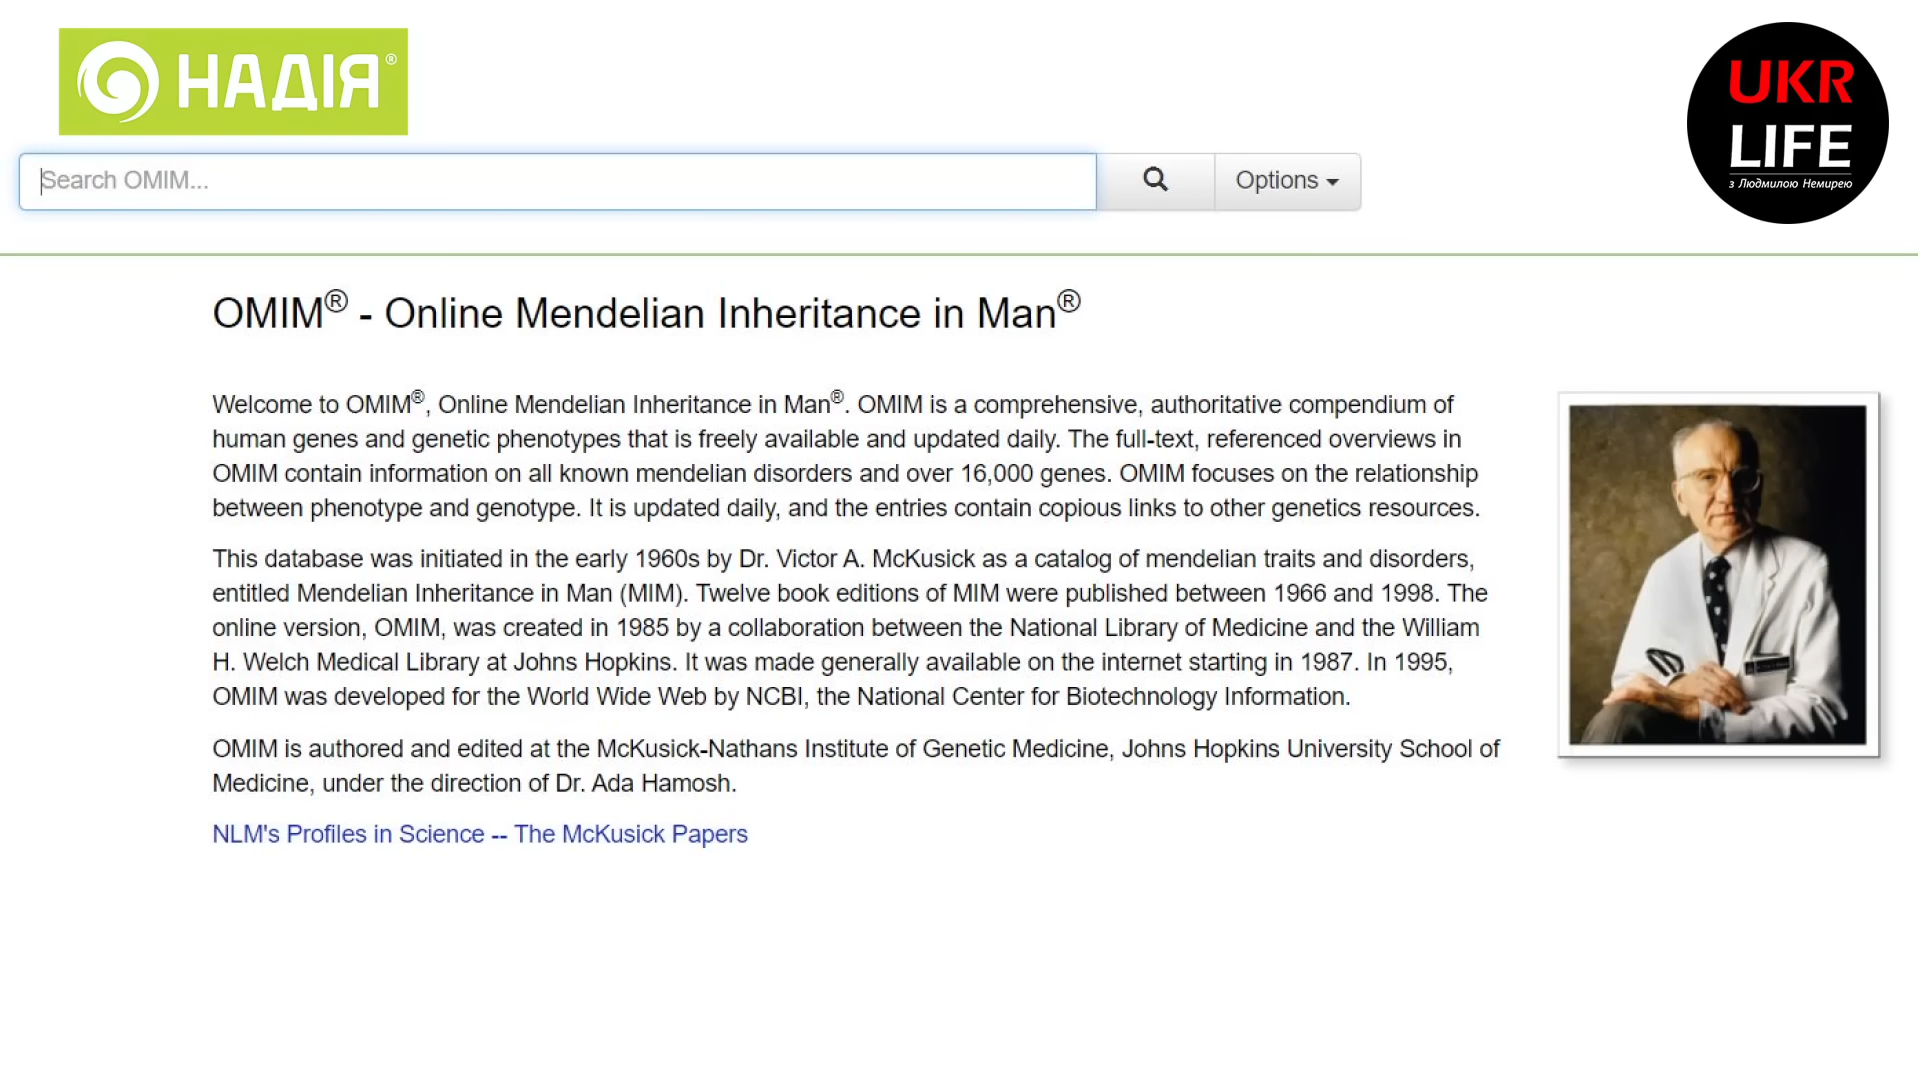 НАДІЯ®
UKR
LIFE
з Людмилою Немирею
Search OMIM...
Options
OMIM® - Online Mendelian Inheritance in Man®
Welcome to OMIM®, Online Mendelian Inheritance in Man®. OMIM is a comprehensive, authoritative compendium of
human genes and genetic phenotypes that is freely available and updated daily. The full-text, referenced overviews in
OMIM contain information on all known mendelian disorders and over 16,000 genes. OMIM focuses on the relationship
between phenotype and genotype. It is updated daily, and the entries contain copious links to other genetics resources.
This database was initiated in the early 1960s by Dr. Victor A. McKusick as a catalog of mendelian traits and disorders,
entitled Mendelian Inheritance in Man (MIM). Twelve book editions of MIM were published between 1966 and 1998. The
online version, OMIM, was created in 1985 by a collaboration between the National Library of Medicine and the William
H. Welch Medical Library at Johns Hopkins. It was made generally available on the internet starting in 1987. In 1995,
OMIM was developed for the World Wide Web by NCBI, the National Center for Biotechnology Information.
OMIM is authored and edited at the McKusick-Nathans Institute of Genetic Medicine, Johns Hopkins University School of
Medicine, under the direction of Dr. Ada Hamosh.
NLM's Profiles in Science -- The McKusick Papers